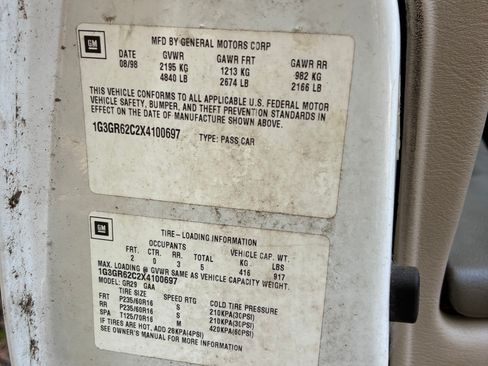 GM
MFD BY GENERAL MOTORS CORP
DATE GVWR GAWR FRT GAWR RR
08/98 2195 KG 1213 KG 982 KG
4840 LB 2674 LB 2166 LB
THIS VEHICLE CONFORMS TO ALL APPLICABLE U.S. FEDERAL MOTOR
VEHICLE SAFETY, BUMPER, AND THEFT PREVENTION STANDARDS
IN EFFECT ON THE DATE OF MANUFACTURE SHOWN ABOVE.
1G3GR62C2X4100697 TYPE: PASS CAR
GM
TIRE-LOADING INFORMATION
OCCUPANTS VEHICLE CAP. WT.
FRT. CTR. RR. TOTAL KG LBS
2 0 3 5 416 917
MAX. LOADING @ GVWR SAME AS VEHICLE CAPACITY WEIGHT.
1G3GR62C2X4100697
MODEL: GR29 GAA
TIRE SIZE SPEED RTG COLD TIRE PRESSURE
FRT P235/60R16 S 210KPA(30PSI)
RR P235/60R16 S 210KPA(30PSI)
SPA T125/70R16 M 420KPA(60PSI)
IF TIRES ARE HOT, ADD 28KPA(4PSI)
SEE OWNER'S MANUAL FOR MORE INFORMATION